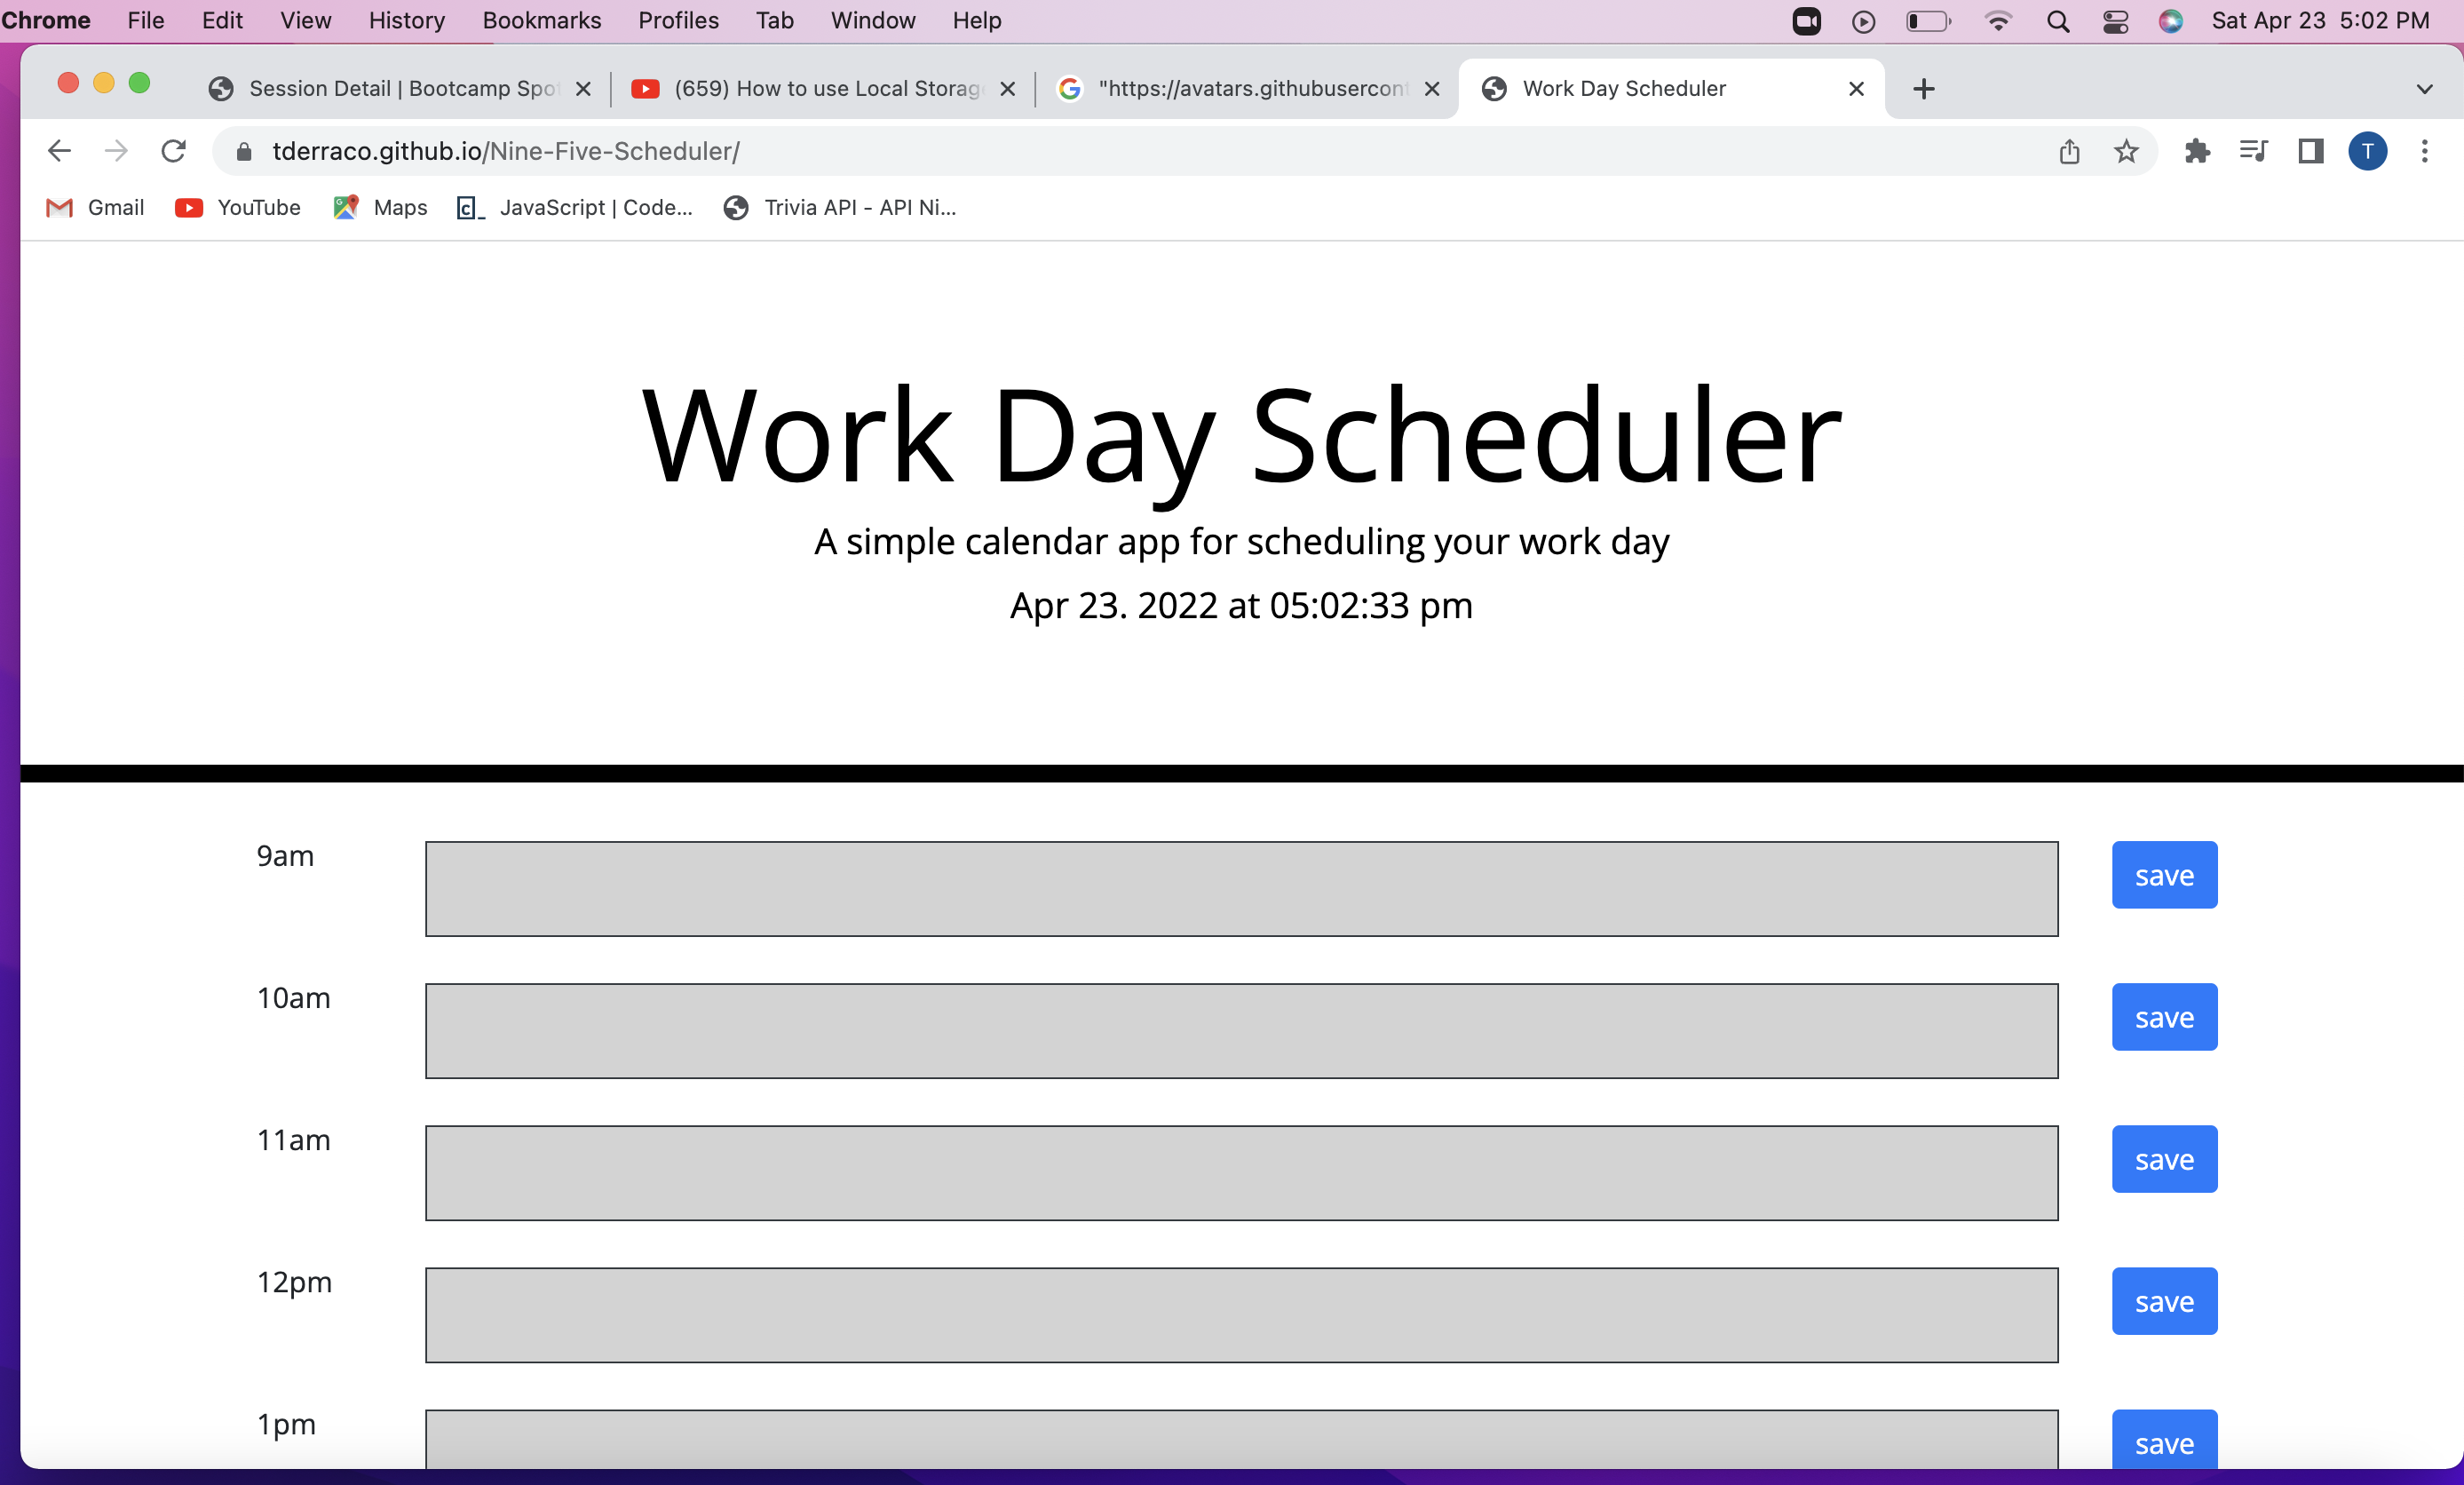 Chrome File Edit View History Bookmarks Profiles Tab Window Help Sat Apr 23 5:02 PM
Session Detail | Bootcamp Spo (659) How to use Local Storag "https://avatars.githubusercont Work Day Scheduler
tderraco.github.io/Nine-Five-Scheduler/ T
Gmail YouTube Maps JavaScript | Code... Trivia API - API Ni...
Work Day Scheduler
A simple calendar app for scheduling your work day
Apr 23. 2022 at 05:02:33 pm
9am save
10am save
11am save
12pm save
1pm save